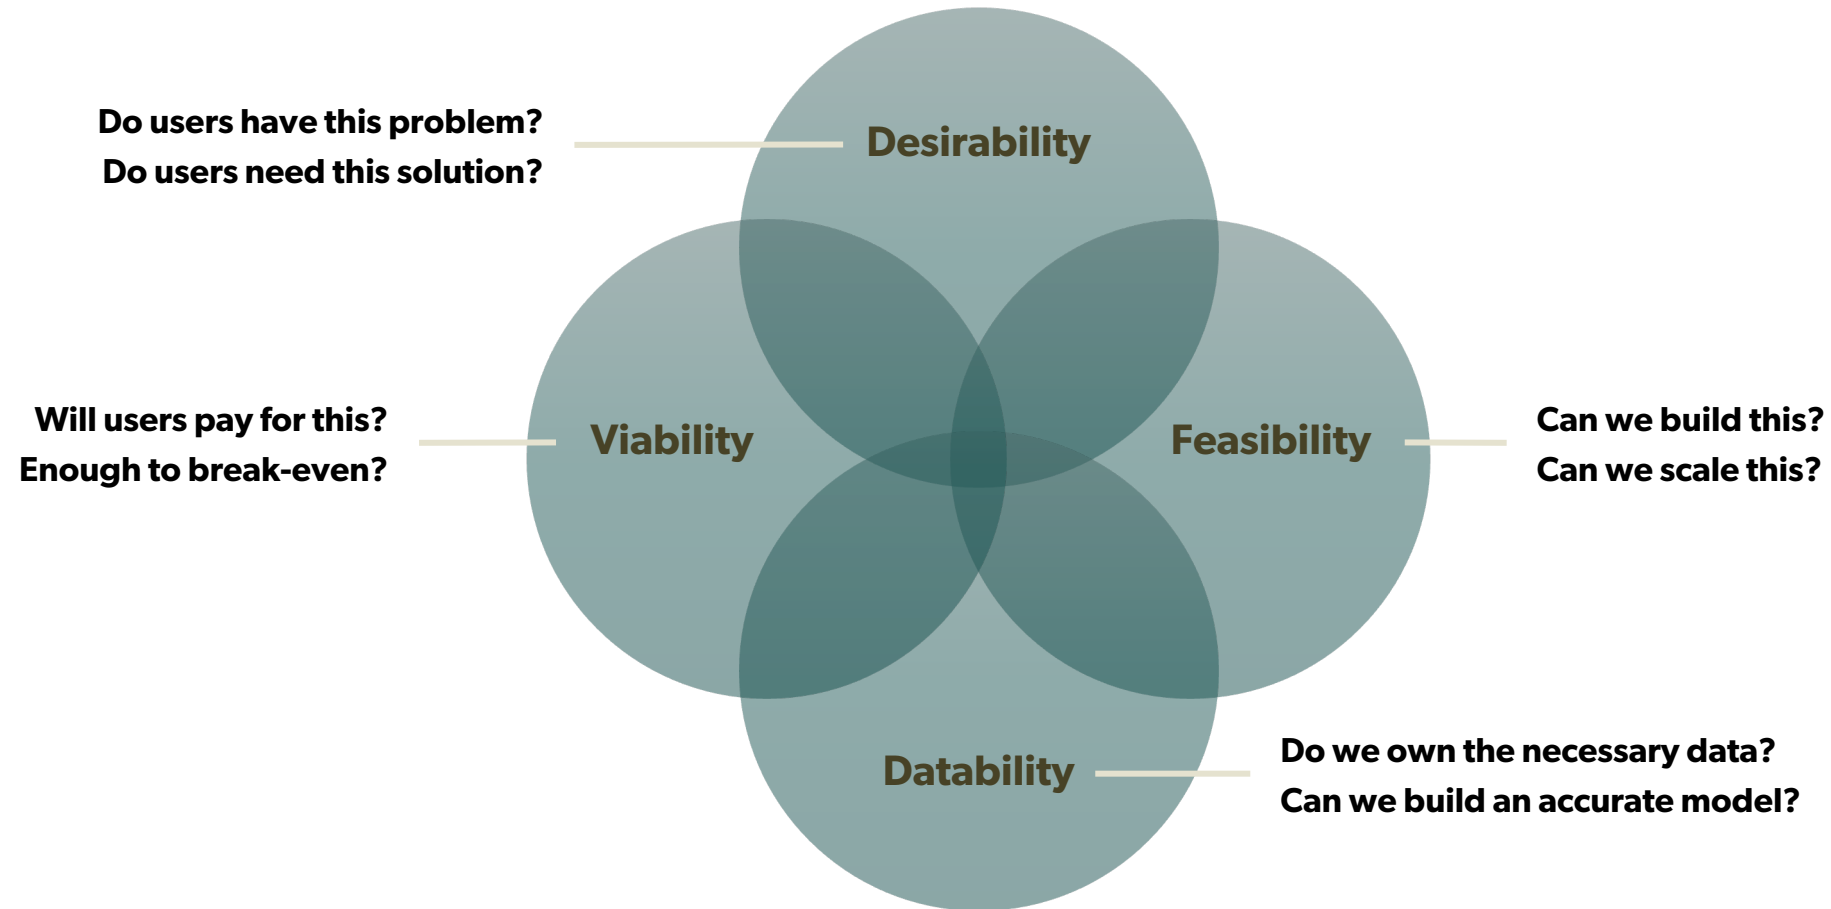 Do users have this problem?
Do users need this solution?
Desirability
Will users pay for this?
Enough to break-even?
Viability
Feasibility
Can we build this?
Can we scale this?
Datability
Do we own the necessary data?
Can we build an accurate model?